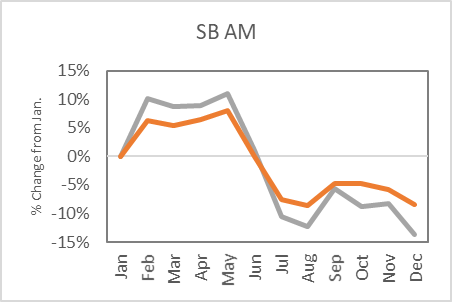 SB AM
% Change from Jan.
15%
10%
5%
0%
-5%
-10%
-15%
Jan
Feb
Mar
Apr
May
Jun
Jul
Aug
Sep
Oct
Nov
Dec